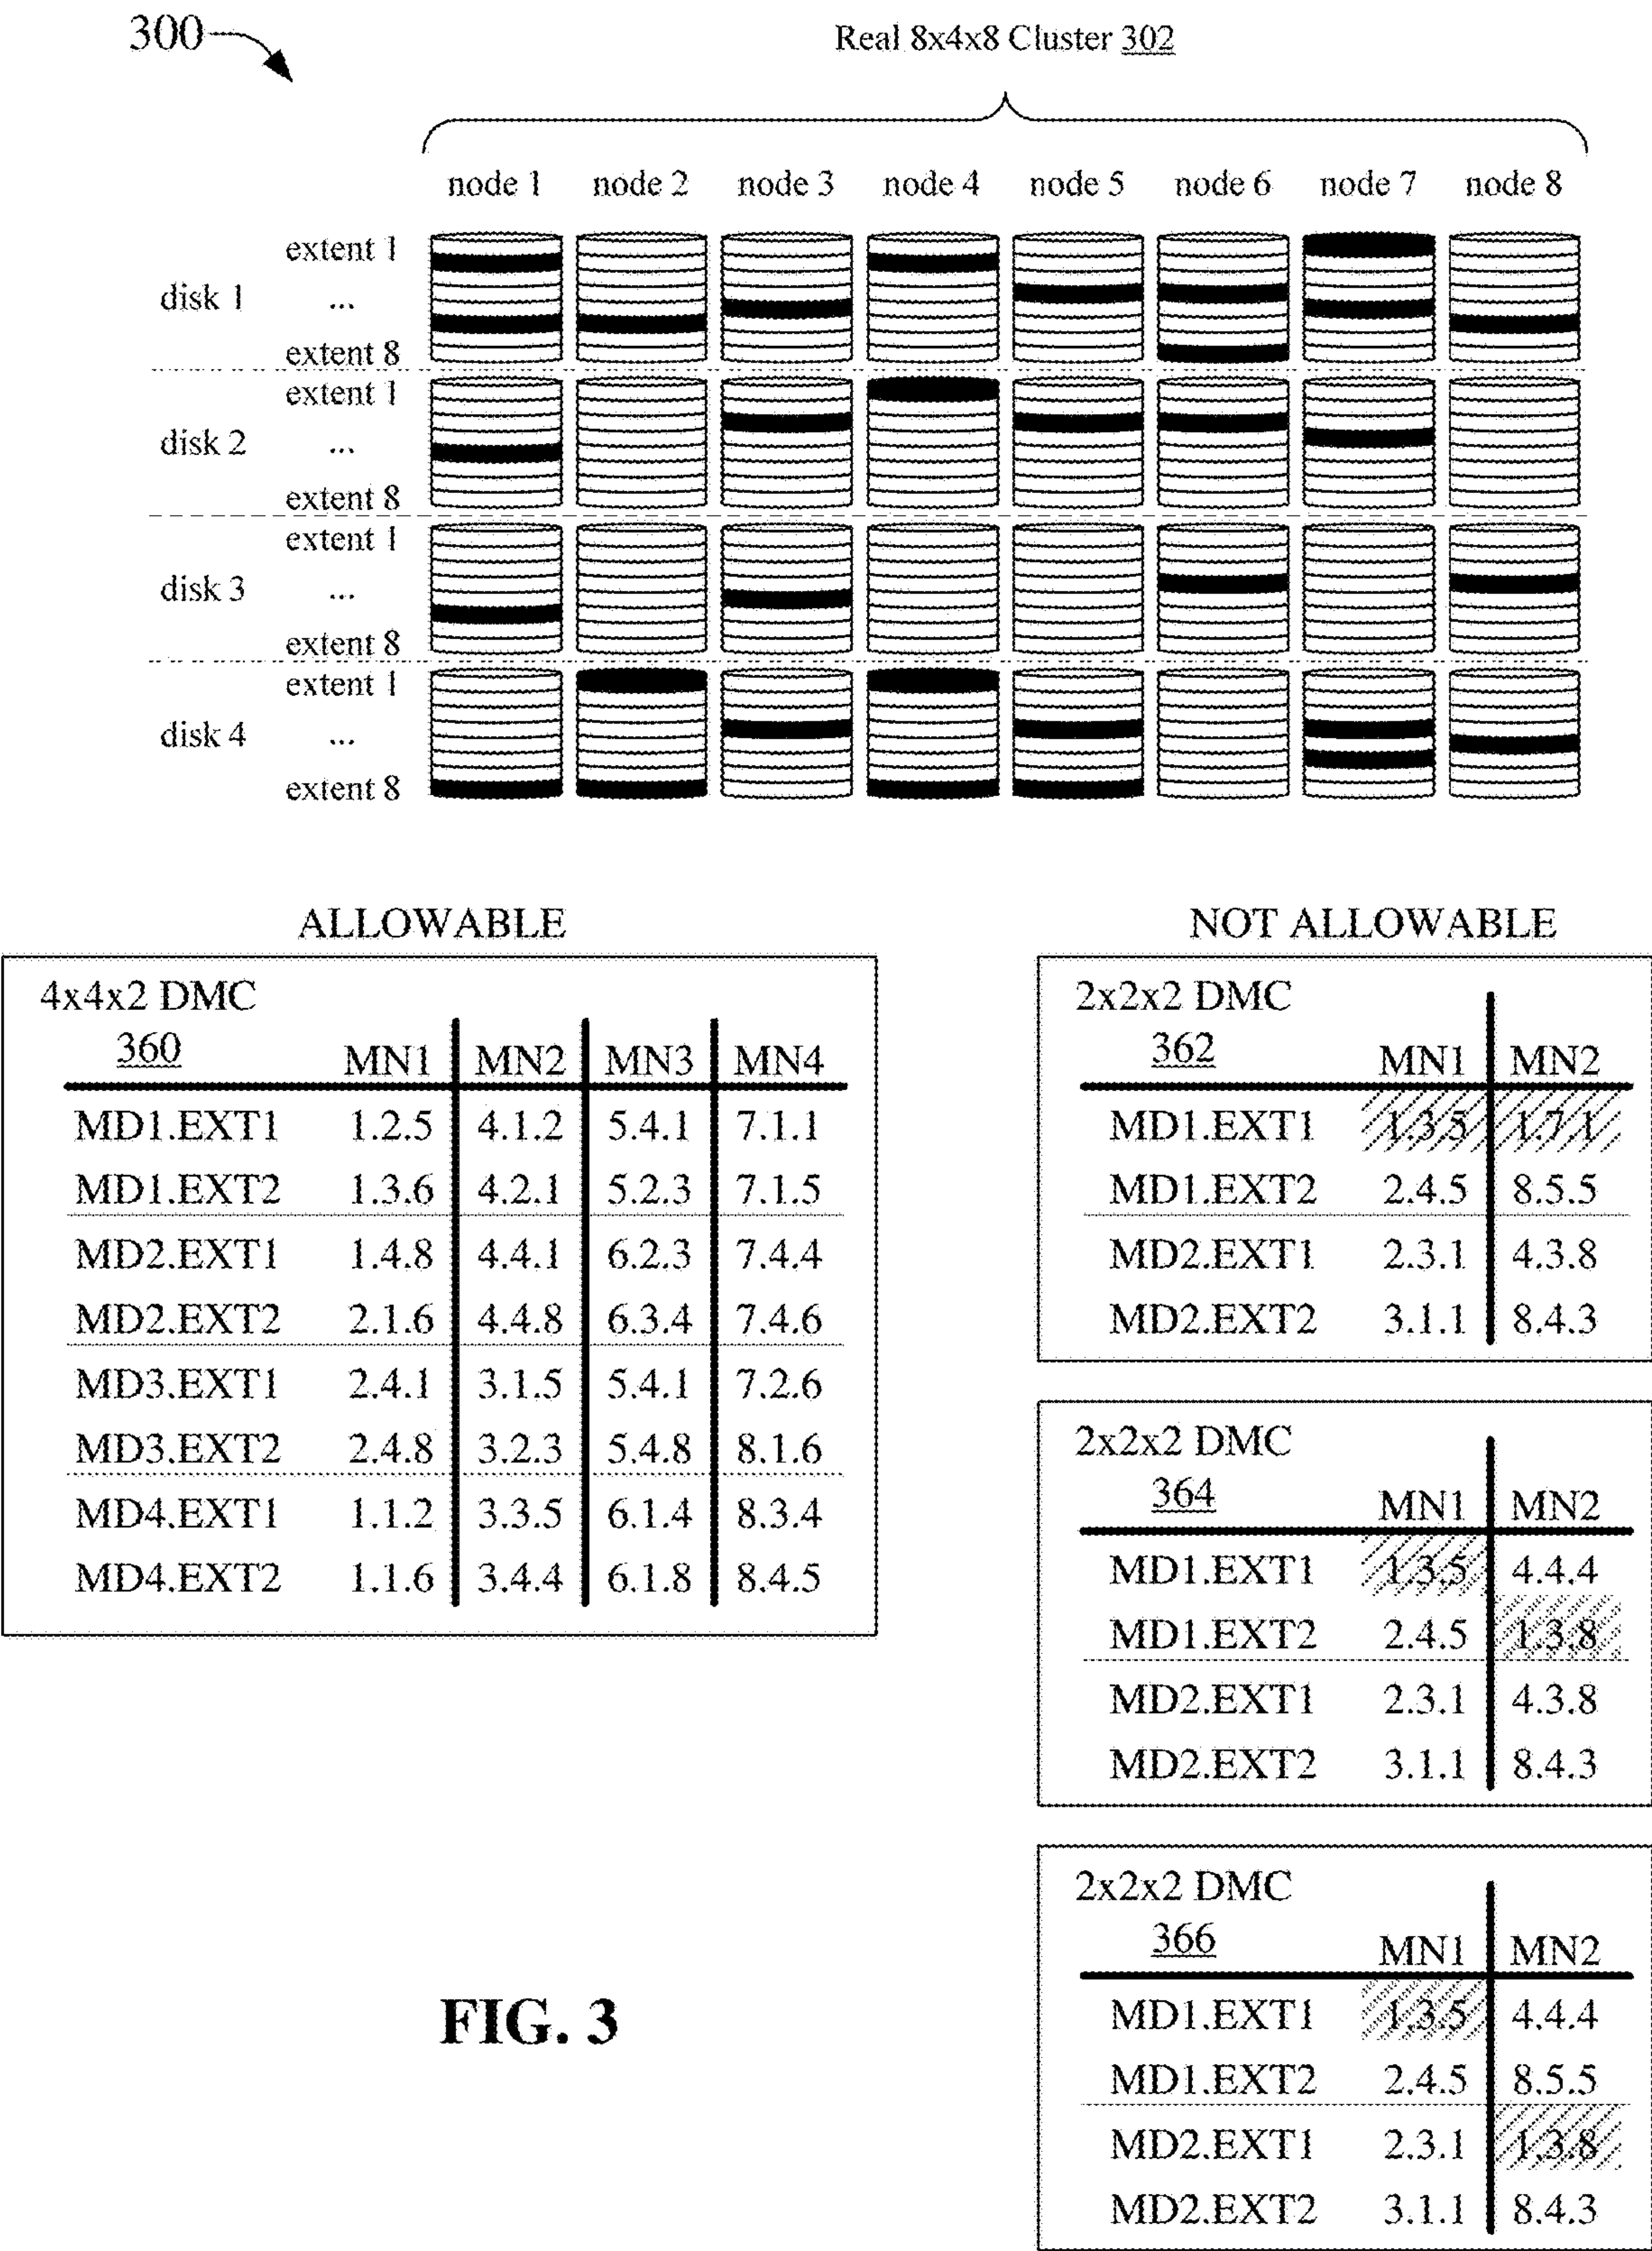 300
Real 8x4x8 Cluster 302
node 1 node 2 node 3 node 4 node 5 node 6 node 7 node 8
extent 1
disk 1 ...
extent 8
extent 1
disk 2 ...
extent 8
extent 1
disk 3 ...
extent 8
extent 1
disk 4 ...
extent 8
ALLOWABLE
4x4x2 DMC
360 MN1 MN2 MN3 MN4
MD1.EXT1 1.2.5 4.1.2 5.4.1 7.1.1
MD1.EXT2 1.3.6 4.2.1 5.2.3 7.1.5
MD2.EXT1 1.4.8 4.4.1 6.2.3 7.4.4
MD2.EXT2 2.1.6 4.4.8 6.3.4 7.4.6
MD3.EXT1 2.4.1 3.1.5 5.4.1 7.2.6
MD3.EXT2 2.4.8 3.2.3 5.4.8 8.1.6
MD4.EXT1 1.1.2 3.3.5 6.1.4 8.3.4
MD4.EXT2 1.1.6 3.4.4 6.1.8 8.4.5
NOT ALLOWABLE
2x2x2 DMC
362 MN1 MN2
MD1.EXT1 1.3.5 1.7.1
MD1.EXT2 2.4.5 8.5.5
MD2.EXT1 2.3.1 4.3.8
MD2.EXT2 3.1.1 8.4.3
2x2x2 DMC
364 MN1 MN2
MD1.EXT1 1.3.5 4.4.4
MD1.EXT2 2.4.5 1.3.8
MD2.EXT1 2.3.1 4.3.8
MD2.EXT2 3.1.1 8.4.3
2x2x2 DMC
366 MN1 MN2
MD1.EXT1 1.3.5 4.4.4
MD1.EXT2 2.4.5 8.5.5
MD2.EXT1 2.3.1 1.3.8
MD2.EXT2 3.1.1 8.4.3
FIG. 3